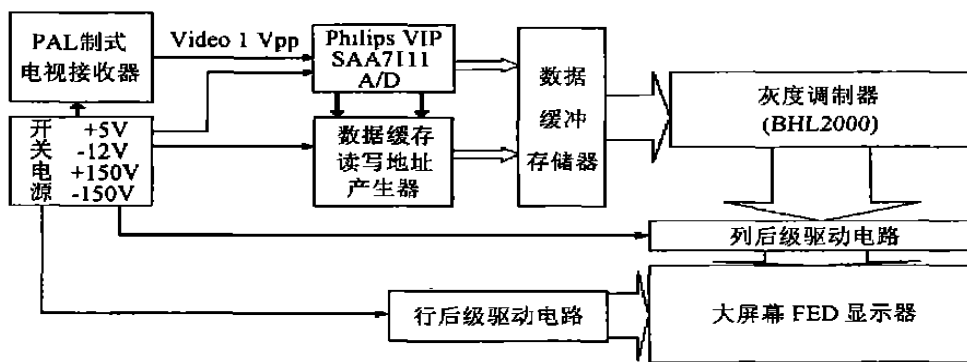 PAL制式
电视接收器
Video 1 Vpp
Philips VIP
SAA7111
A/D
数据
缓冲
存储器
灰度调制器
(BHL2000)
开关电源
+5V
-12V
+150V
-150V
数据缓存
读写地址
产生器
列后级驱动电路
行后级驱动电路
大屏幕 FED 显示器